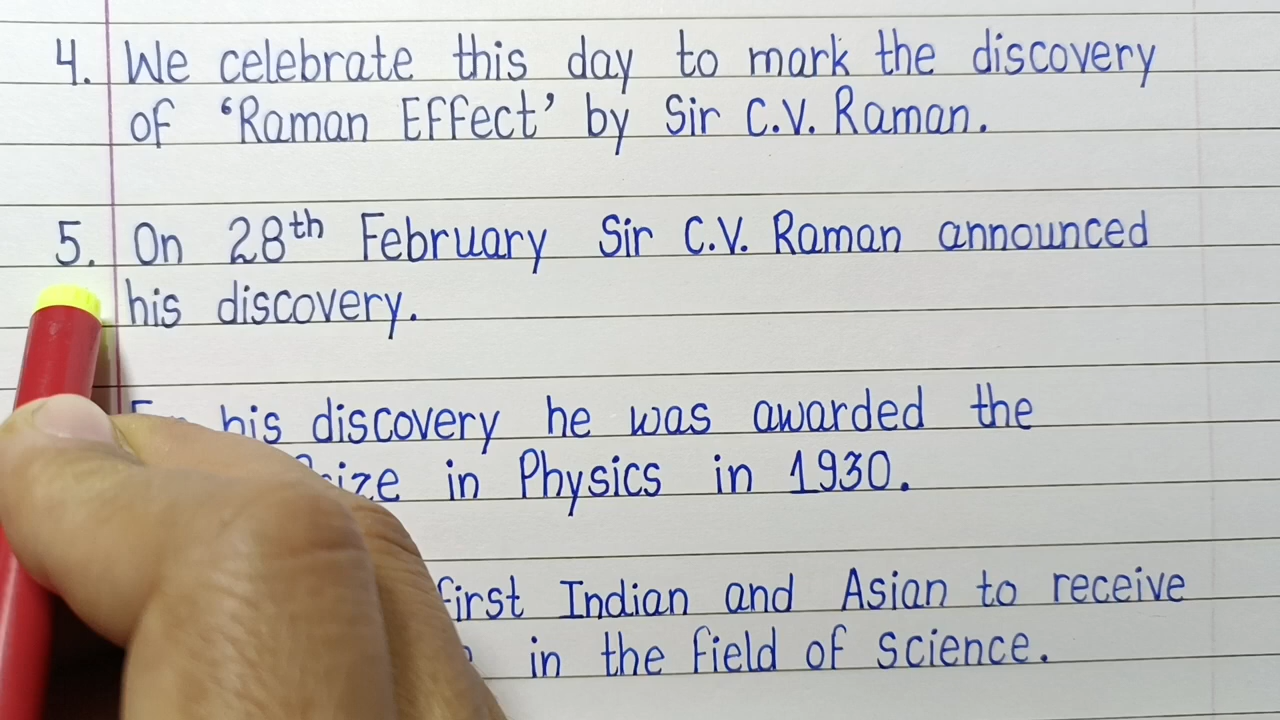 4. We celebrate this day to mark the discovery
of ‘Raman Effect’ by Sir C.V. Raman.
5. On 28th February Sir C.V. Raman announced
his discovery.
his discovery he was awarded the
in Physics in 1930.
first Indian and Asian to receive
in the field of science.